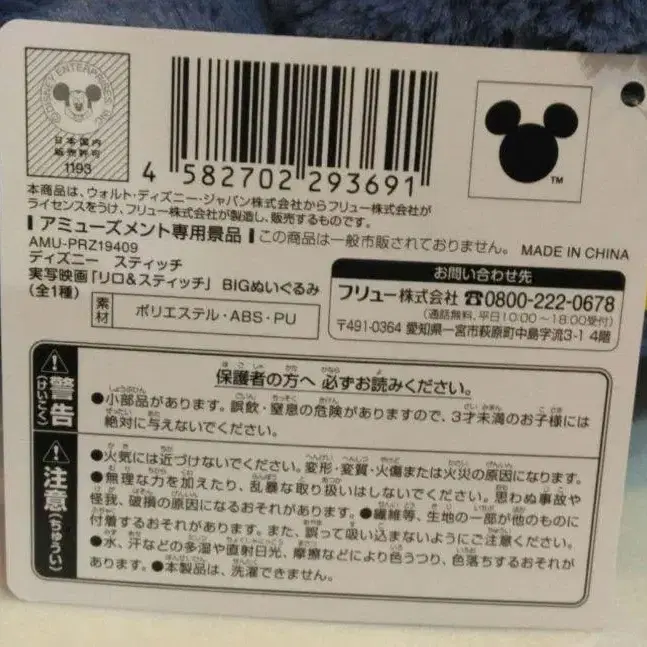 ©DISNEY ENTERPRISES, INC.
日本国内
販売許可
1193
4 582702 293691
TM
本商品は、ウォルト・ディズニー・ジャパン株式会社からフリュー株式会社が
ライセンスをうけ、フリュー株式会社が製造し、販売するものです。
アミューズメント専用景品 この商品は一般市販されておりません。 MADE IN CHINA
AMU-PRZ19409
ディズニー スティッチ
実写映画「リロ&スティッチ」 BIGぬいぐるみ
(全1種)
素材 ポリエステル・ABS・PU
お問い合わせ先
フリュー株式会社 ☎0800-222-0678
(通話無料、平日10:00~18:00受付)
〒491-0364 愛知県一宮市萩原町中島字流3-1 4階
警告
(けいこく)
保護者の方へ 必ずお読みください。
●小部品があります。誤飲・窒息の危険がありますので、3才未満のお子様には
絶対に与えないでください。
注意
(ちゅうい)
●火気には近づけないでください。変形・変質・火傷または火災の原因になります。
●無理な力を加えたり、乱暴な取り扱いはしないでください。思わぬ事故や
怪我、破損の原因になるおそれがあります。●繊維等、生地の一部が他のものに
付着するおそれがあります。また、誤って吸い込まないようにご注意ください。
●水、汗などの多湿や直射日光、摩擦などにより色うつり、色落ちするおそれが
あります。●本製品は、洗濯できません。